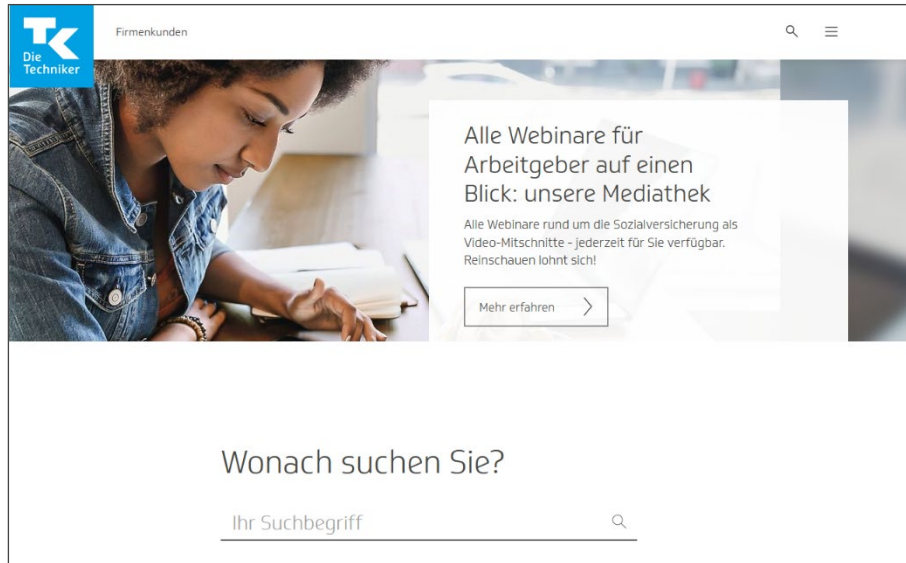 TK
Die
Techniker
Firmenkunden
Alle Webinare für
Arbeitgeber auf einen
Blick: unsere Mediathek
Alle Webinare rund um die Sozialversicherung als
Video-Mitschnitte - jederzeit für Sie verfügbar.
Reinschauen lohnt sich!
Mehr erfahren
Wonach suchen Sie?
Ihr Suchbegriff